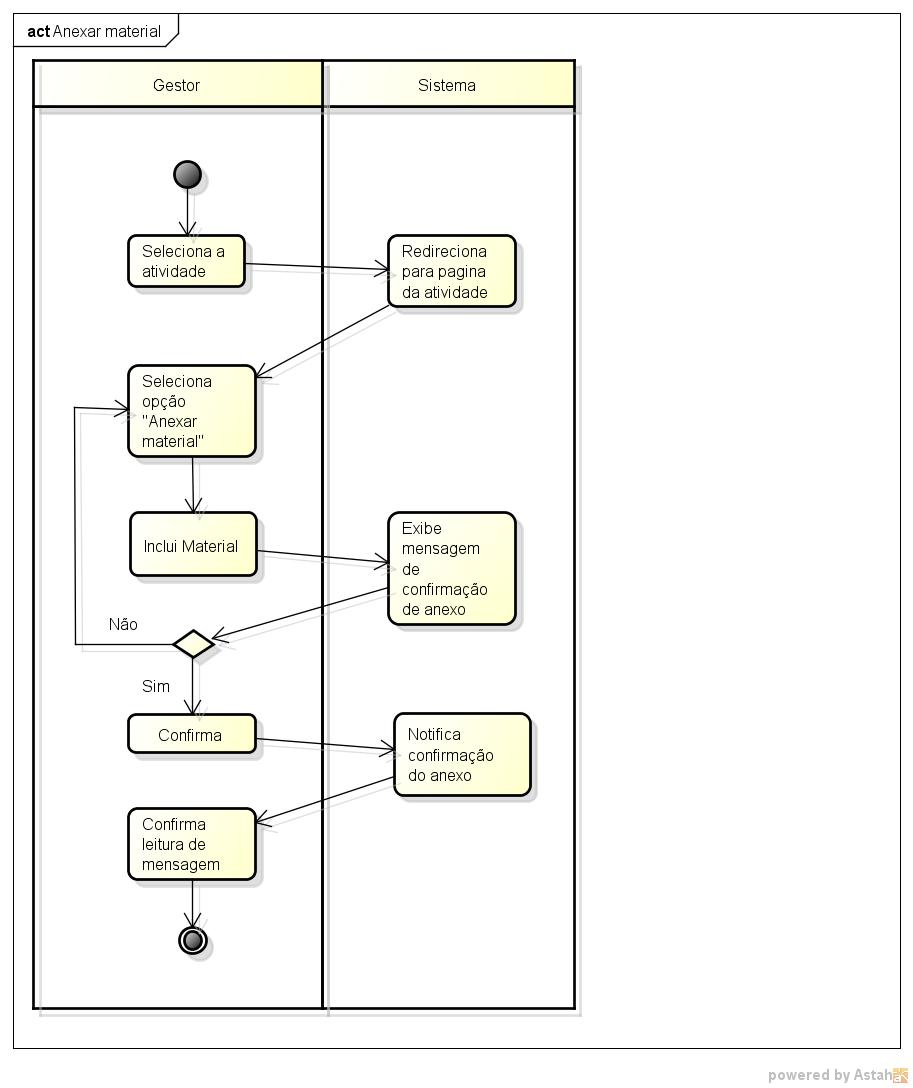 act Anexar material
Gestor
Sistema
Seleciona a
atividade
Redireciona
para pagina
da atividade
Seleciona
opção
"Anexar
material"
Inclui Material
Exibe
mensagem
de
confirmação
de anexo
Não
Sim
Confirma
Notifica
confirmação
do anexo
Confirma
leitura de
mensagem
powered by Astah